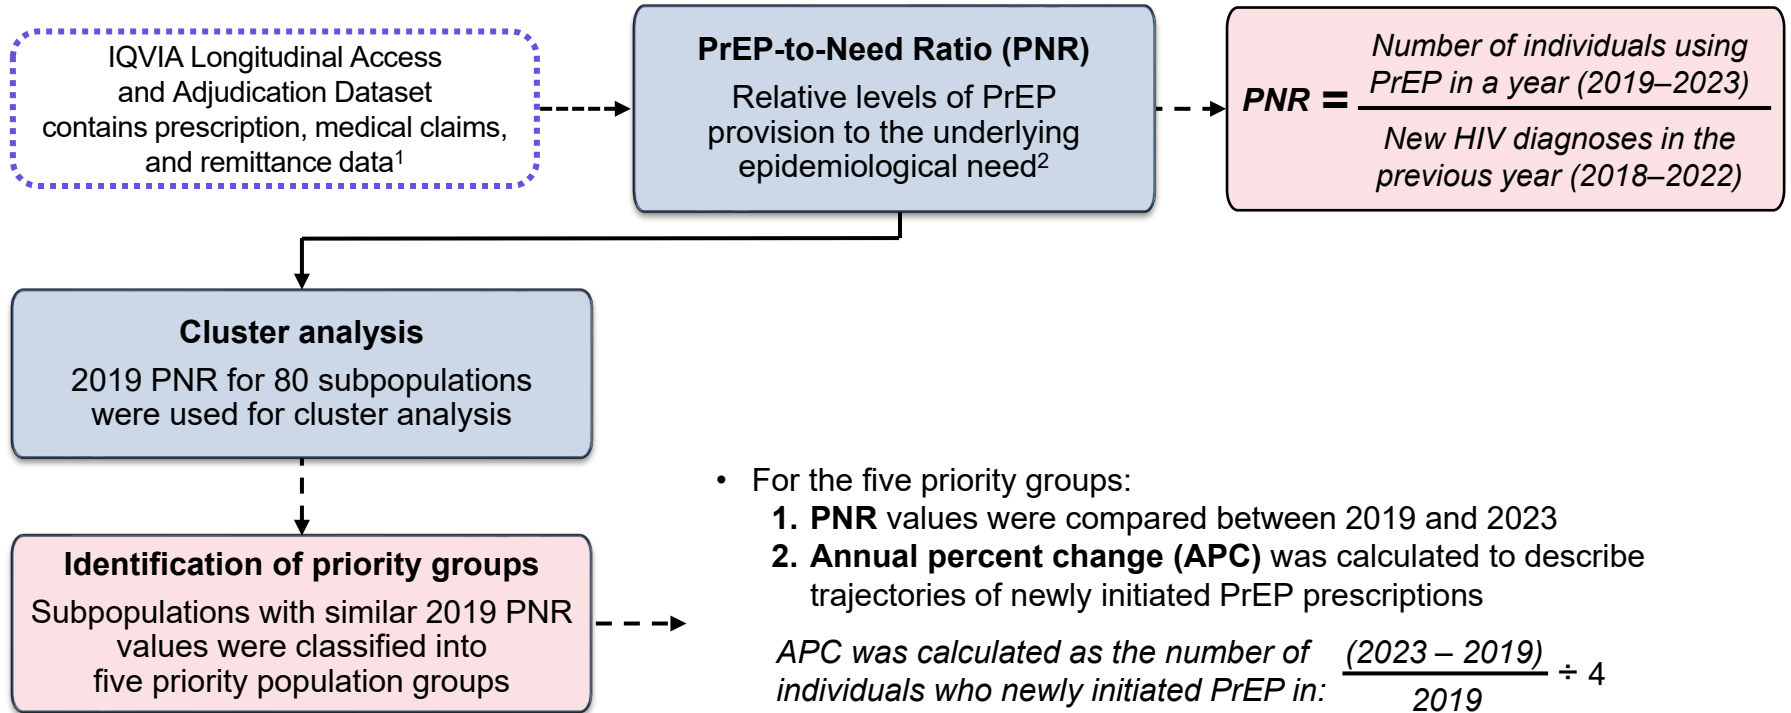 IQVIA Longitudinal Access
and Adjudication Dataset
contains prescription, medical claims,
and remittance data¹
PrEP-to-Need Ratio (PNR)
Relative levels of PrEP
provision to the underlying
epidemiological need²
PNR =
Number of individuals using
PrEP in a year (2019–2023)
New HIV diagnoses in the
previous year (2018–2022)
Cluster analysis
2019 PNR for 80 subpopulations
were used for cluster analysis
Identification of priority groups
Subpopulations with similar 2019 PNR
values were classified into
five priority population groups
• For the five priority groups:
1. PNR values were compared between 2019 and 2023
2. Annual percent change (APC) was calculated to describe
trajectories of newly initiated PrEP prescriptions
APC was calculated as the number of
individuals who newly initiated PrEP in:
(2023 – 2019)
2019
÷ 4